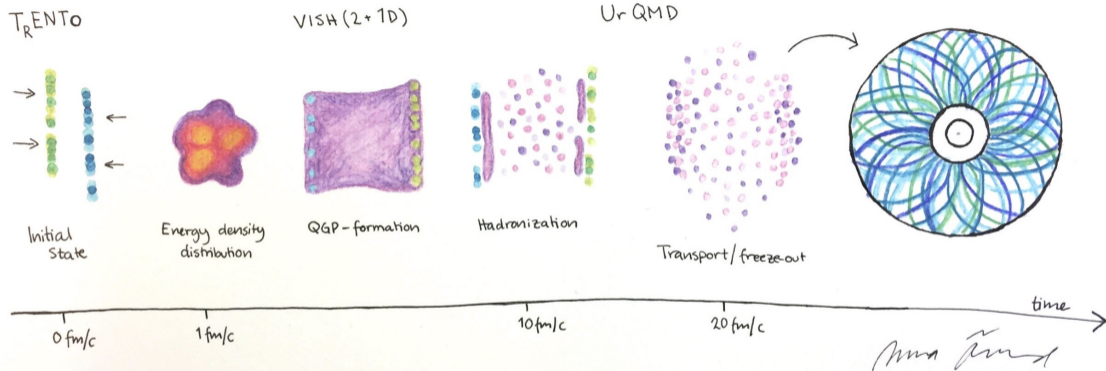 TRENTo
VISH (2+1D)
UrQMD
Initial
State
Energy density
distribution
QGP-formation
Hadronization
Transport/freeze-out
time
0 fm/c
1 fm/c
10 fm/c
20 fm/c